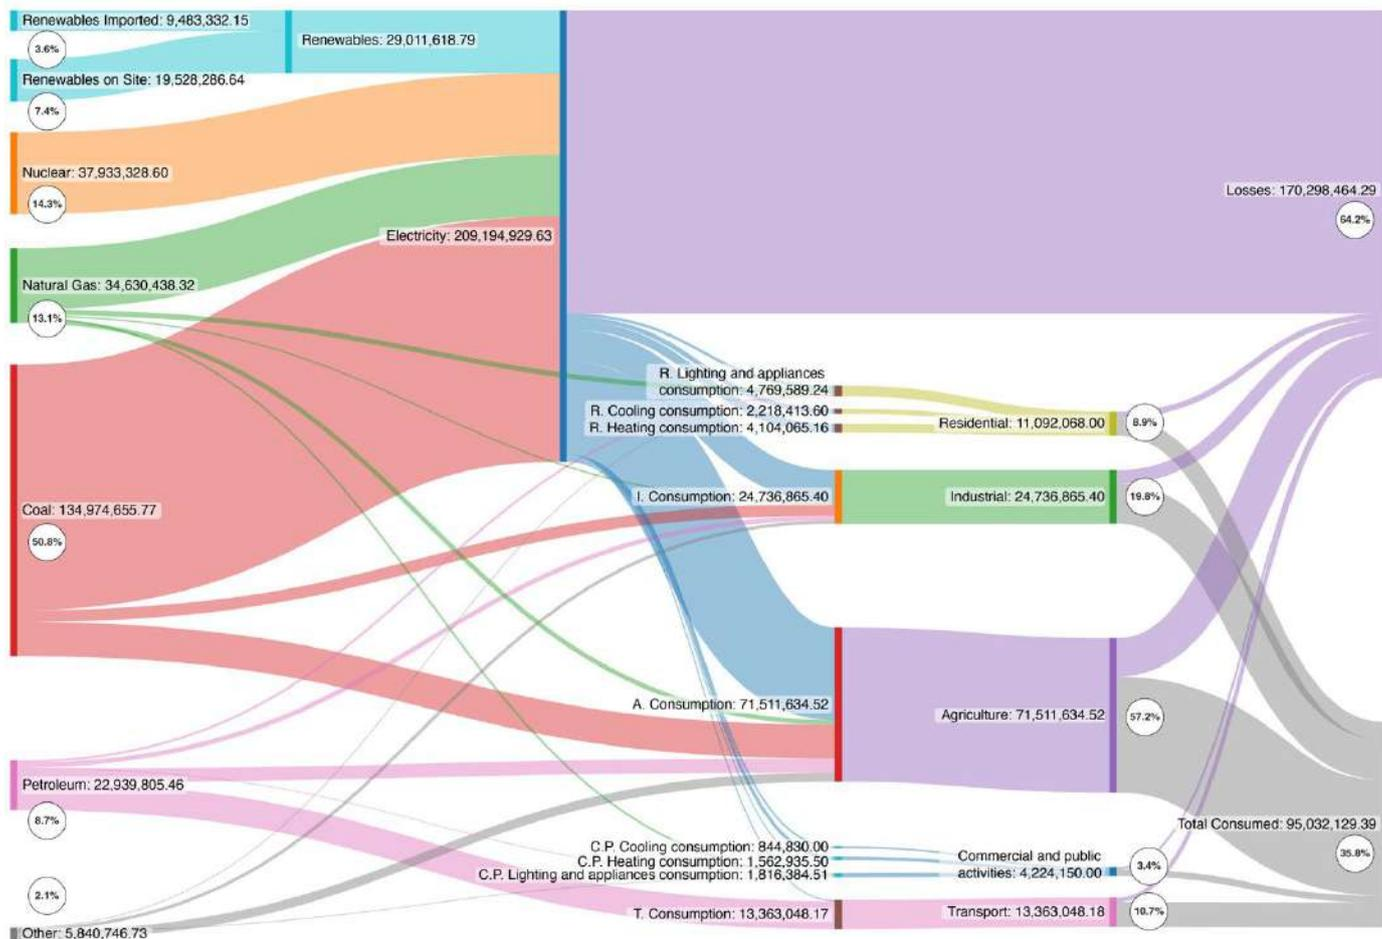 Renewables Imported: 9,483,332.15
3.6%
Renewables: 29,011,618.79
Renewables on Site: 19,528,286.64
7.4%
Nuclear: 37,933,328.60
14.3%
Losses: 170,298,464.29
64.2%
Electricity: 209,194,929.63
Natural Gas: 34,630,438.32
13.1%
R. Lighting and appliances
consumption: 4,769,589.24
R. Cooling consumption: 2,218,413.60
R. Heating consumption: 4,104,065.16
Residential: 11,092,068.00
8.9%
I. Consumption: 24,736,865.40
Industrial: 24,736,865.40
19.8%
Coal: 134,974,655.77
50.8%
A. Consumption: 71,511,634.52
Agriculture: 71,511,634.52
57.2%
Petroleum: 22,939,805.46
8.7%
Total Consumed: 95,032,129.39
35.8%
C.P. Cooling consumption: 844,830.00
C.P. Heating consumption: 1,562,935.50
C.P. Lighting and appliances consumption: 1,816,384.51
Commercial and public
activities: 4,224,150.00
3.4%
2.1%
Other: 5,840,746.73
T. Consumption: 13,363,048.17
Transport: 13,363,048.18
10.7%